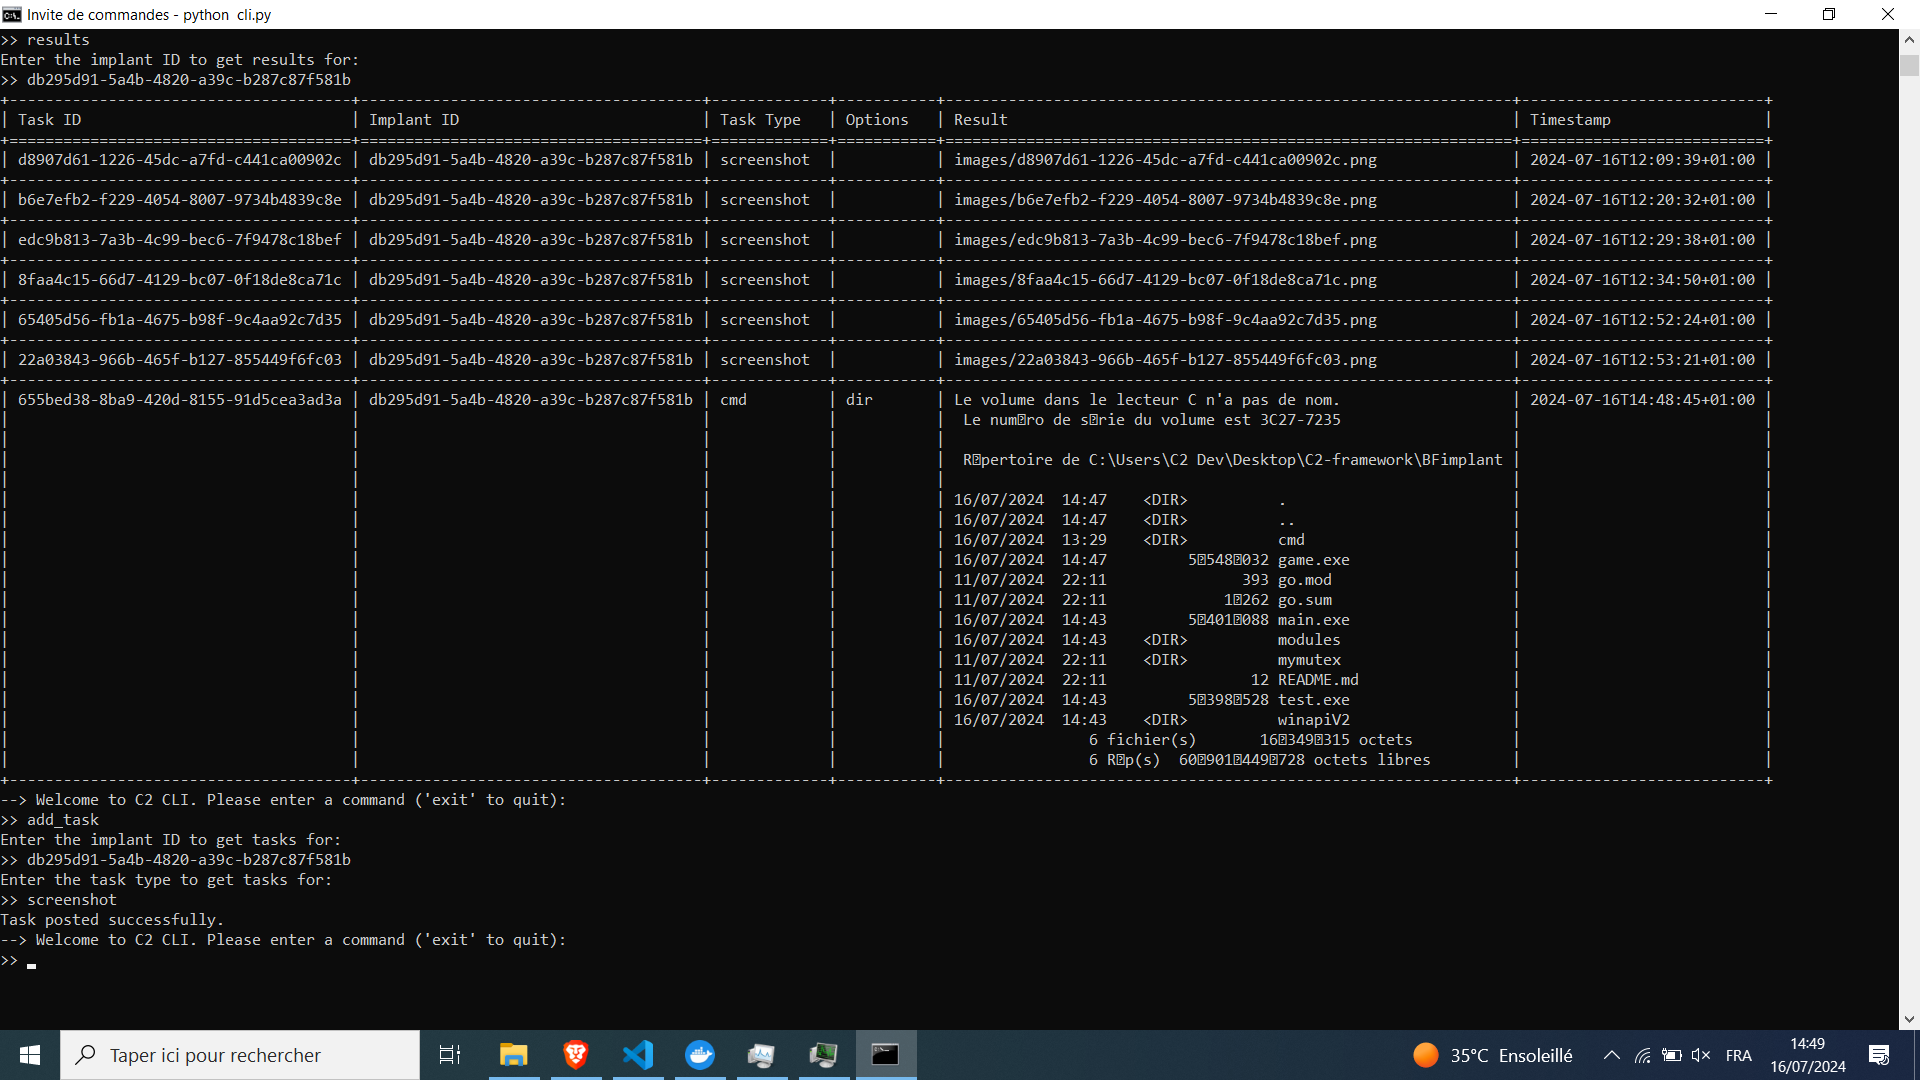 Invite de commandes - python  cli.py
>> results
Enter the implant ID to get results for:
>> db295d91-5a4b-4820-a39c-b287c87f581b
Task ID | Implant ID | Task Type | Options | Result | Timestamp
d8907d61-1226-45dc-a7fd-c441ca00902c | db295d91-5a4b-4820-a39c-b287c87f581b | screenshot | | images/d8907d61-1226-45dc-a7fd-c441ca00902c.png | 2024-07-16T12:09:39+01:00
b6e7efb2-f229-4054-8007-9734b4839c8e | db295d91-5a4b-4820-a39c-b287c87f581b | screenshot | | images/b6e7efb2-f229-4054-8007-9734b4839c8e.png | 2024-07-16T12:20:32+01:00
edc9b813-7a3b-4c99-bec6-7f9478c18bef | db295d91-5a4b-4820-a39c-b287c87f581b | screenshot | | images/edc9b813-7a3b-4c99-bec6-7f9478c18bef.png | 2024-07-16T12:29:38+01:00
8faa4c15-66d7-4129-bc07-0f18de8ca71c | db295d91-5a4b-4820-a39c-b287c87f581b | screenshot | | images/8faa4c15-66d7-4129-bc07-0f18de8ca71c.png | 2024-07-16T12:34:50+01:00
65405d56-fb1a-4675-b98f-9c4aa92c7d35 | db295d91-5a4b-4820-a39c-b287c87f581b | screenshot | | images/65405d56-fb1a-4675-b98f-9c4aa92c7d35.png | 2024-07-16T12:52:24+01:00
22a03843-966b-465f-b127-855449f6fc03 | db295d91-5a4b-4820-a39c-b287c87f581b | screenshot | | images/22a03843-966b-465f-b127-855449f6fc03.png | 2024-07-16T12:53:21+01:00
655bed38-8ba9-420d-8155-91d5cea3ad3a | db295d91-5a4b-4820-a39c-b287c87f581b | cmd | dir | Le volume dans le lecteur C n'a pas de nom. | 2024-07-16T14:48:45+01:00
Le num�ro de s�rie du volume est 3C27-7235
R�pertoire de C:\Users\C2 Dev\Desktop\C2-framework\BFimplant
16/07/2024  14:47    <DIR>          .
16/07/2024  14:47    <DIR>          ..
16/07/2024  13:29    <DIR>          cmd
16/07/2024  14:47         5�548�032 game.exe
11/07/2024  22:11               393 go.mod
11/07/2024  22:11             1�262 go.sum
16/07/2024  14:43         5�401�088 main.exe
16/07/2024  14:43    <DIR>          modules
11/07/2024  22:11    <DIR>          mymutex
11/07/2024  22:11                12 README.md
16/07/2024  14:43         5�398�528 test.exe
16/07/2024  14:43    <DIR>          winapiV2
6 fichier(s)       16�349�315 octets
6 R�p(s)  60�901�449�728 octets libres
--> Welcome to C2 CLI. Please enter a command ('exit' to quit):
>> add_task
Enter the implant ID to get tasks for:
>> db295d91-5a4b-4820-a39c-b287c87f581b
Enter the task type to get tasks for:
>> screenshot
Task posted successfully.
--> Welcome to C2 CLI. Please enter a command ('exit' to quit):
>>
Taper ici pour rechercher
35°C  Ensoleillé
FRA
14:49
16/07/2024